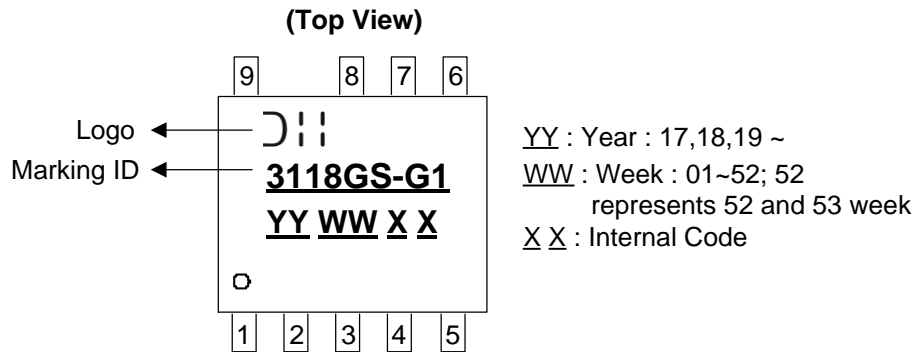 (Top View)
9 8 7 6
Logo
Marking ID
3118GS-G1
YY WW X X
YY : Year : 17,18,19 ~
WW : Week : 01~52; 52
represents 52 and 53 week
X X : Internal Code
1 2 3 4 5